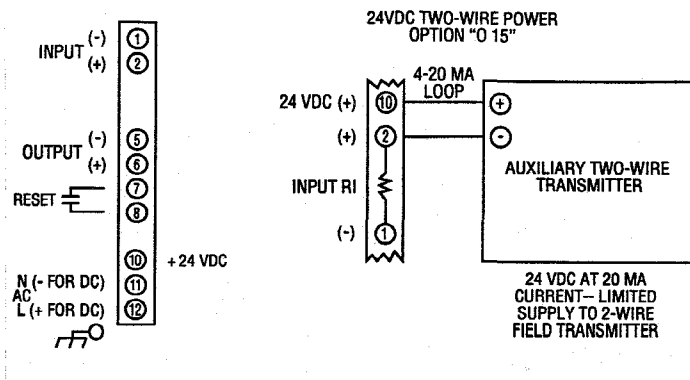 INPUT
(-) 1
(+) 2
OUTPUT
(-) 5
(+) 6
RESET
7
8
10 +24 VDC
N (- FOR DC) 11
AC
L (+ FOR DC) 12
24VDC TWO-WIRE POWER
OPTION "O 15"
4-20 MA
LOOP
24 VDC (+) 10 +
(+) 2 -
INPUT RI
(-) 1
AUXILIARY TWO-WIRE
TRANSMITTER
24 VDC AT 20 MA
CURRENT– LIMITED
SUPPLY TO 2-WIRE
FIELD TRANSMITTER